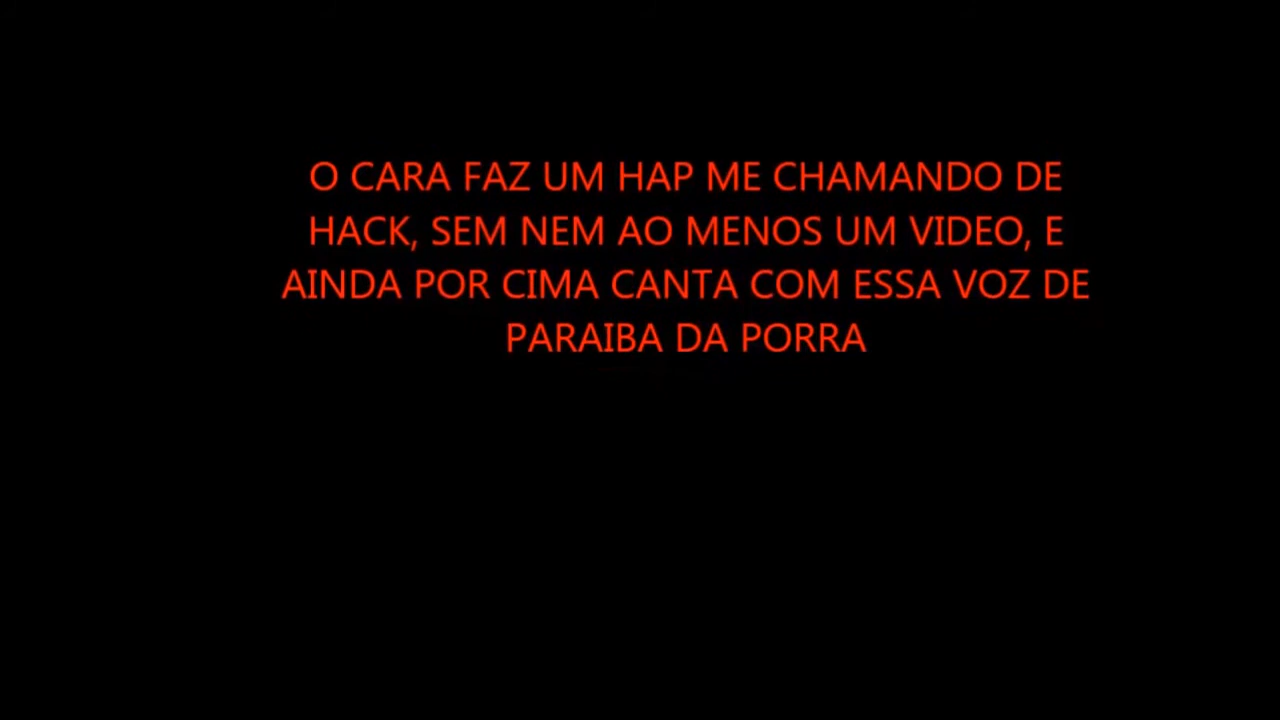 O CARA FAZ UM HAP ME CHAMANDO DE
HACK, SEM NEM AO MENOS UM VIDEO, E
AINDA POR CIMA CANTA COM ESSA VOZ DE
PARAIBA DA PORRA